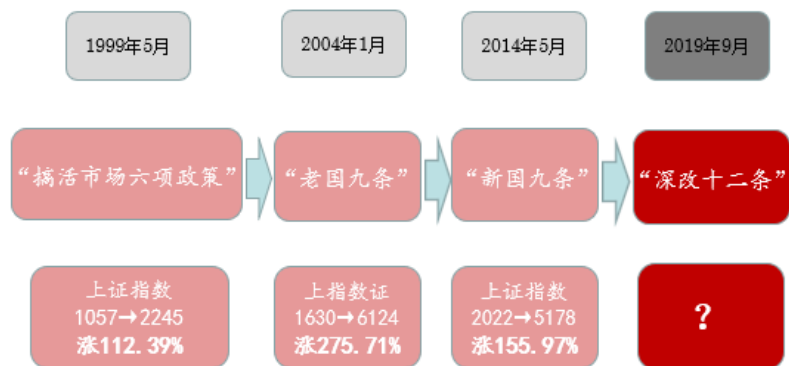 1999年5月
2004年1月
2014年5月
2019年9月
“搞活市场六项政策”
“老国九条”
“新国九条”
“深改十二条”
上证指数
1057→2245
涨112.39%
上指数证
1630→6124
涨275.71%
上证指数
2022→5178
涨155.97%
?